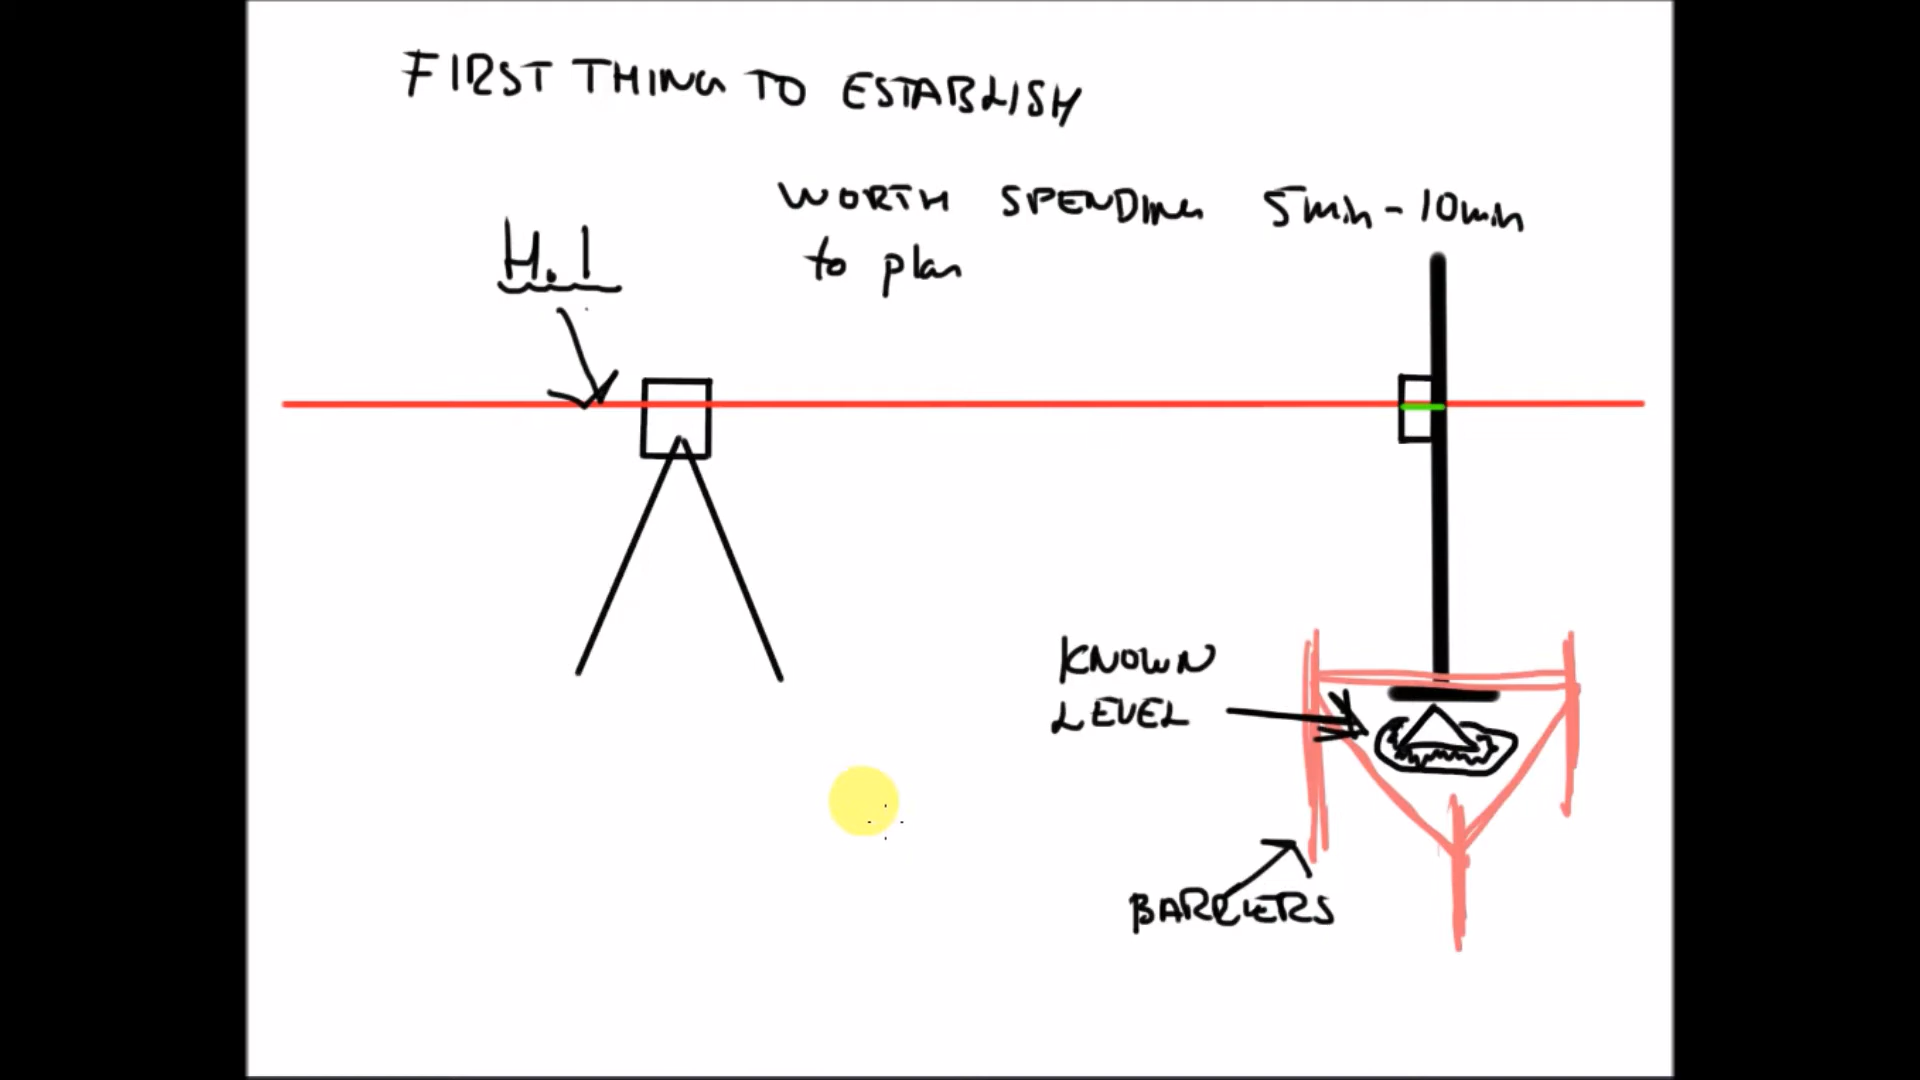 FIRST THING TO ESTABLISH
WORTH SPENDING 5min - 10min
to plan
H.I
KNOWN
LEVEL
BARRIERS